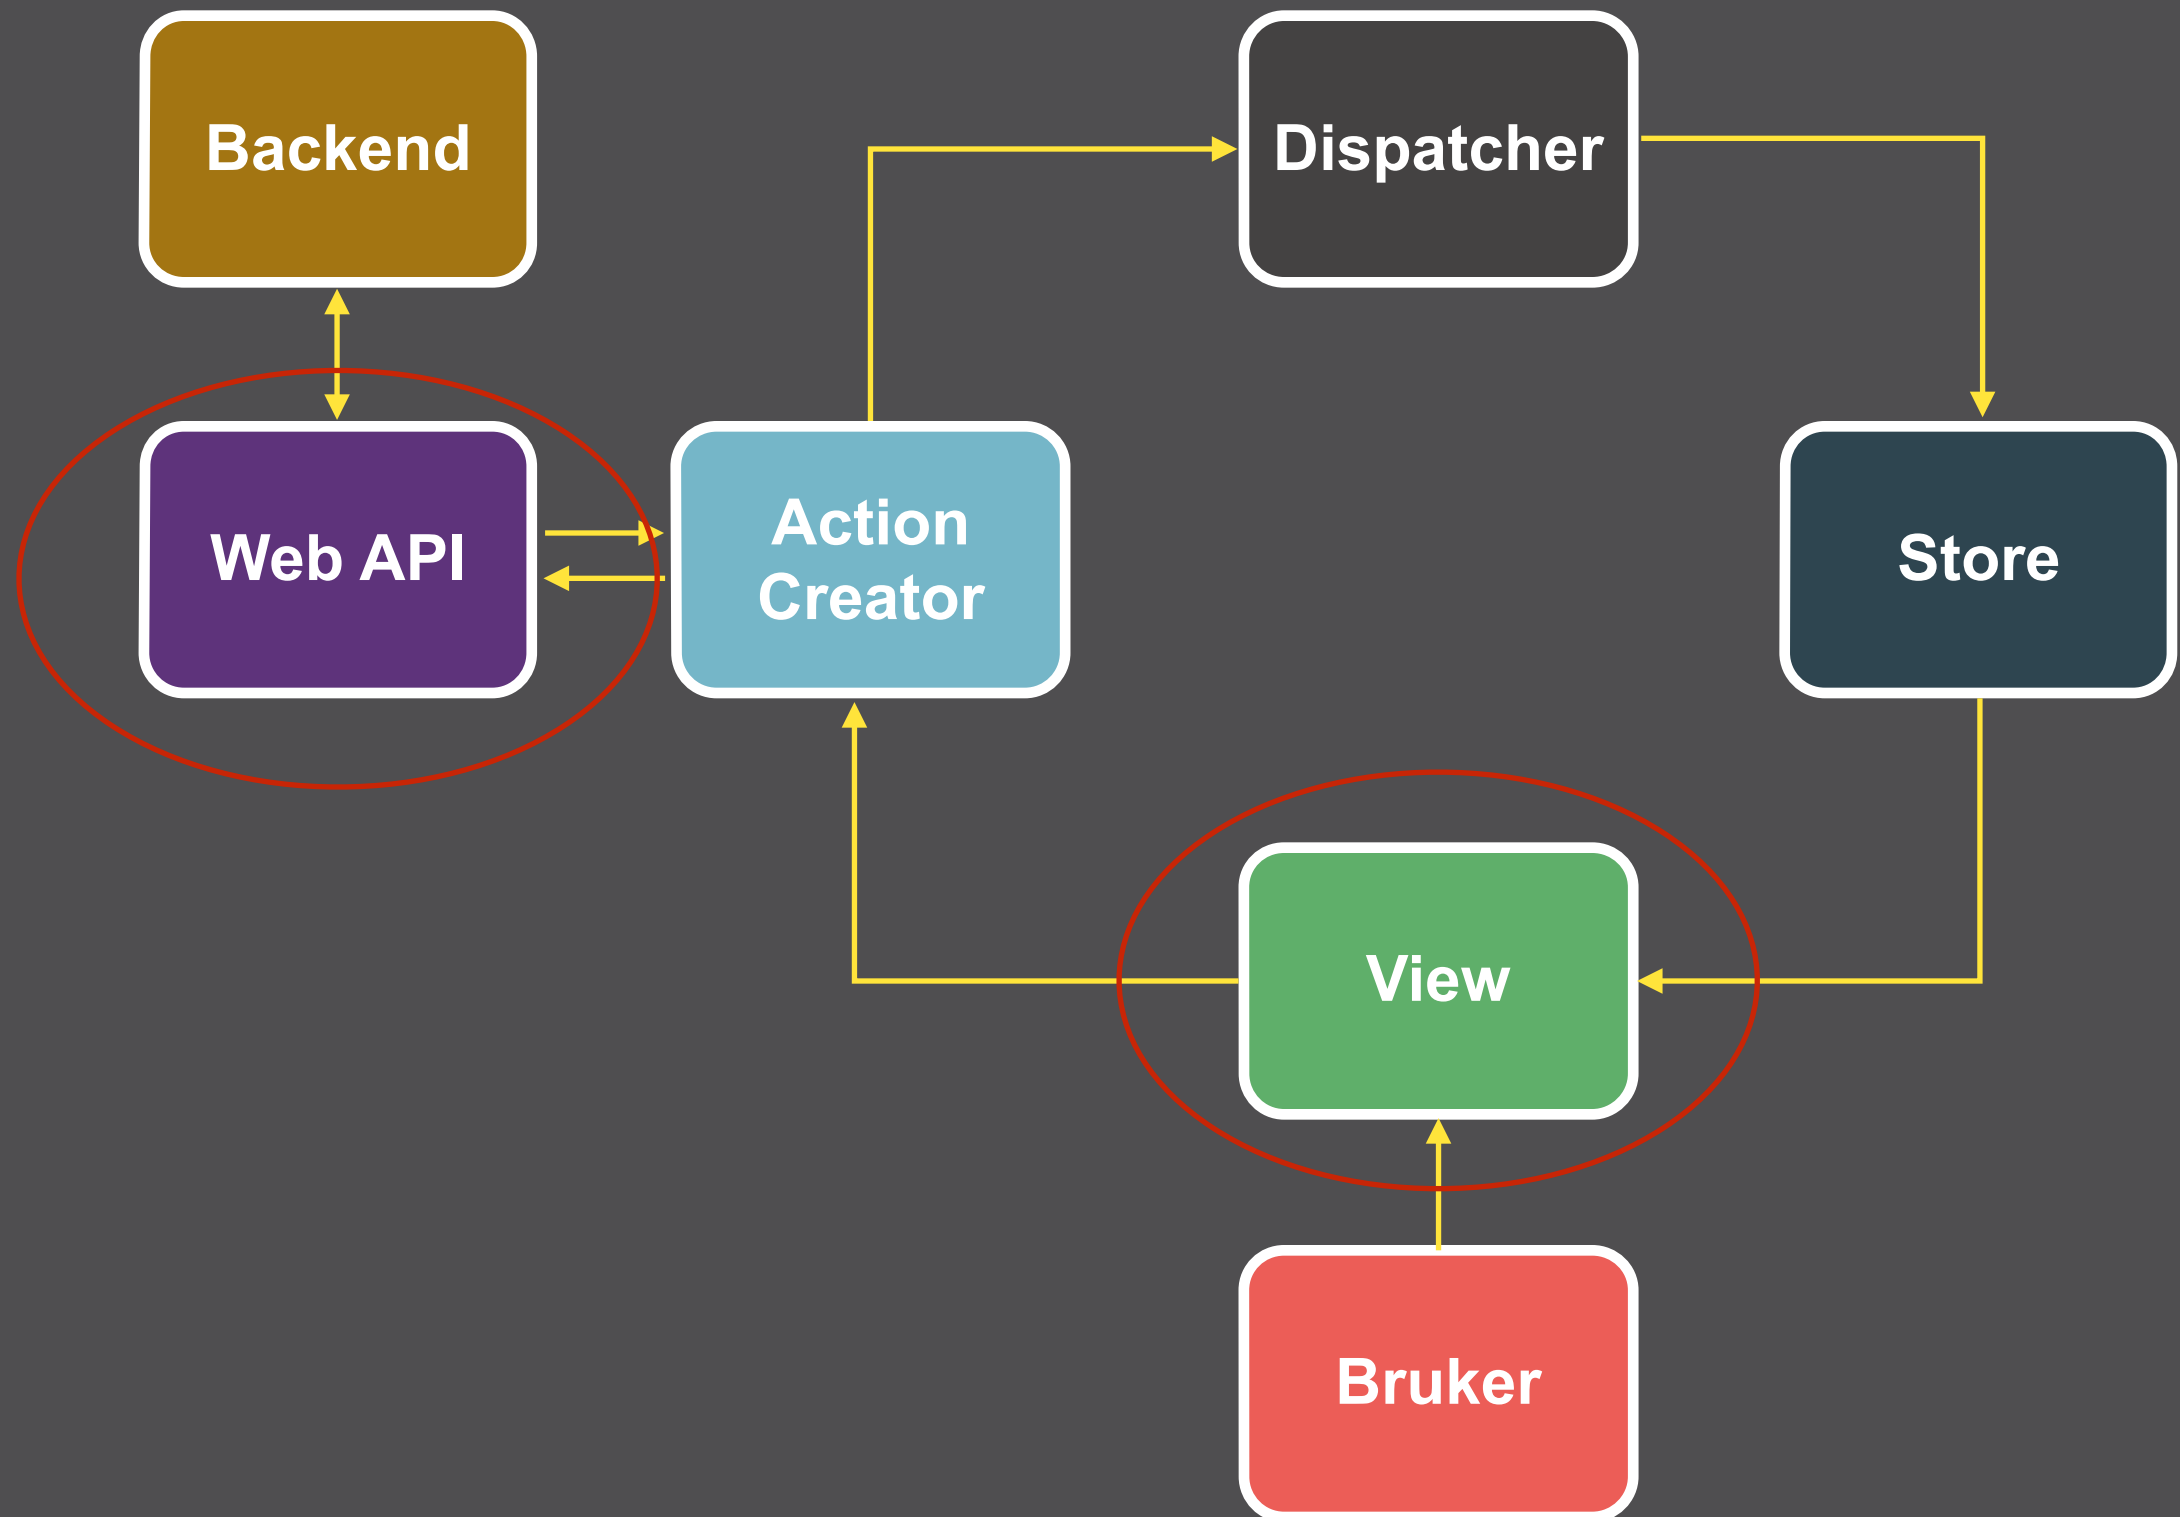 Backend
Dispatcher
Web API
Action
Creator
Store
View
Bruker